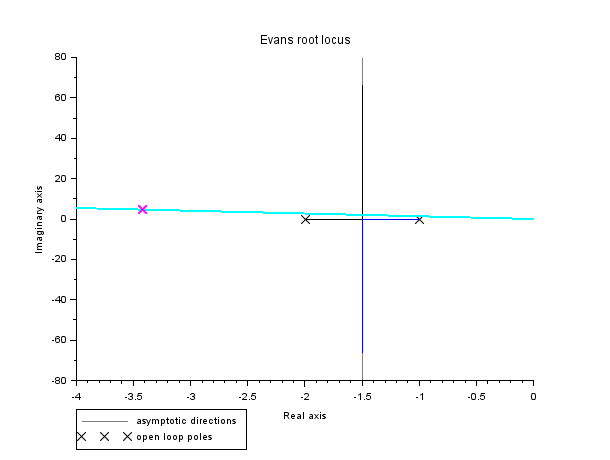 Evans root locus
80
60
40
20
0
-20
-40
-60
-80
Imaginary axis
-4 -3.5 -3 -2.5 -2 -1.5 -1 -0.5 0
Real axis
asymptotic directions
open loop poles